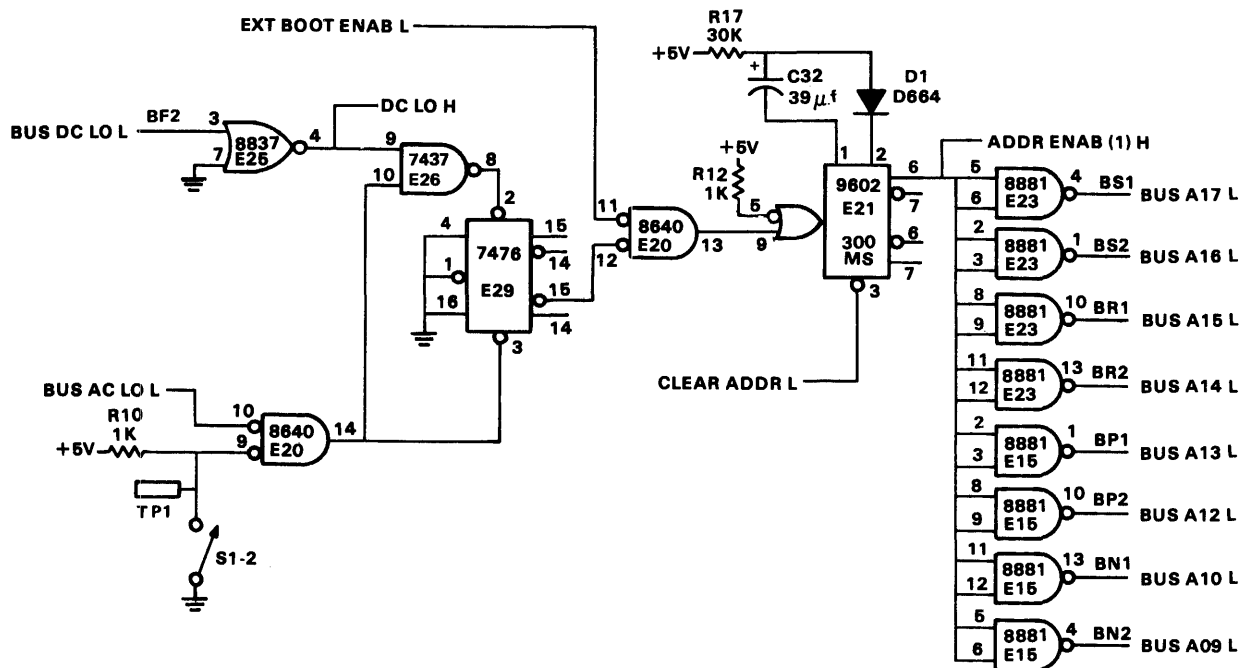 EXT BOOT ENAB L
R17
30K
+5V
+
C32
39 μ.f
D1
D664
BUS DC LO L
BF2
3
7
8837
E25
4
DC LO H
9
10
7437
E26
8
2
4
1
16
7476
E29
15
14
15
14
3
11
12
8640
E20
13
+5V
R12
1K
5
9
1
2
9602
E21
300
MS
6
7
6
7
3
CLEAR ADDR L
ADDR ENAB (1) H
BUS AC LO L
R10
1K
+5V
10
9
8640
E20
14
TP1
S1-2
5
6
8881
E23
4
BS1
BUS A17 L
2
3
8881
E23
1
BS2
BUS A16 L
8
9
8881
E23
10
BR1
BUS A15 L
11
12
8881
E23
13
BR2
BUS A14 L
2
3
8881
E15
1
BP1
BUS A13 L
8
9
8881
E15
10
BP2
BUS A12 L
11
12
8881
E15
13
BN1
BUS A10 L
5
6
8881
E15
4
BN2
BUS A09 L